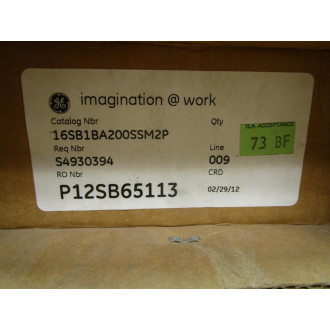 GE imagination @ work
Catalog Nbr Qty Q.A. ACCEPTANCE
16SB1BA200SSM2P 73 BF
Req Nbr Line
S4930394 009
RO Nbr CRD
P12SB65113 02/29/12